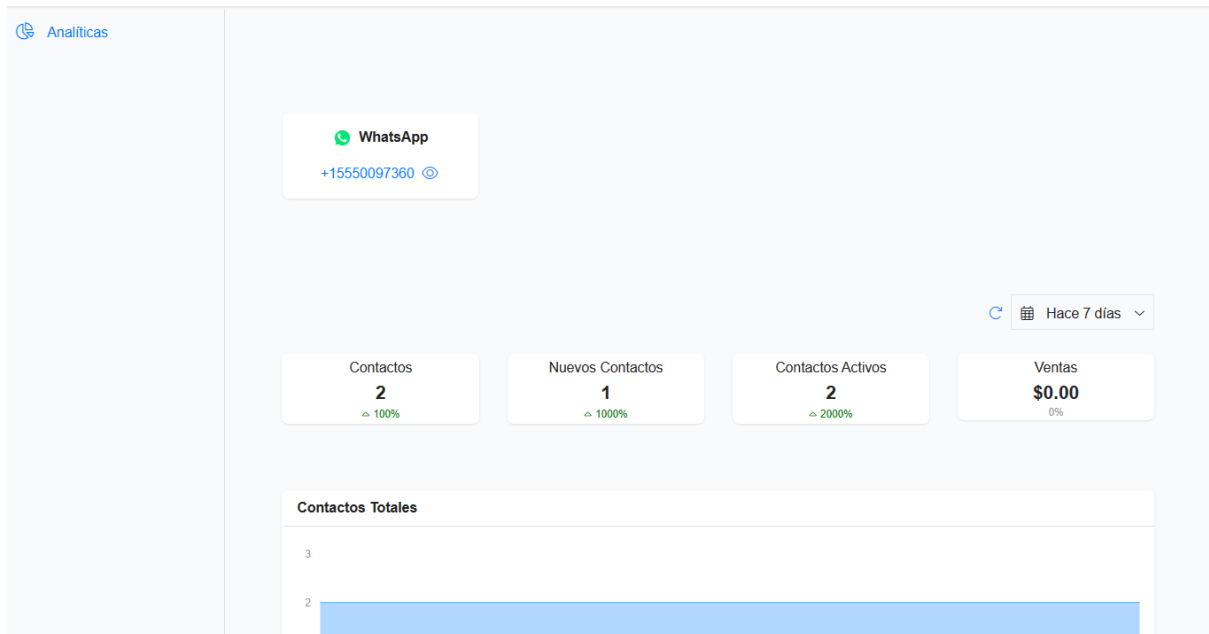 Analíticas
WhatsApp
+15550097360
Hace 7 días
Contactos
2
100%
Nuevos Contactos
1
1000%
Contactos Activos
2
2000%
Ventas
$0.00
0%
Contactos Totales
3
2